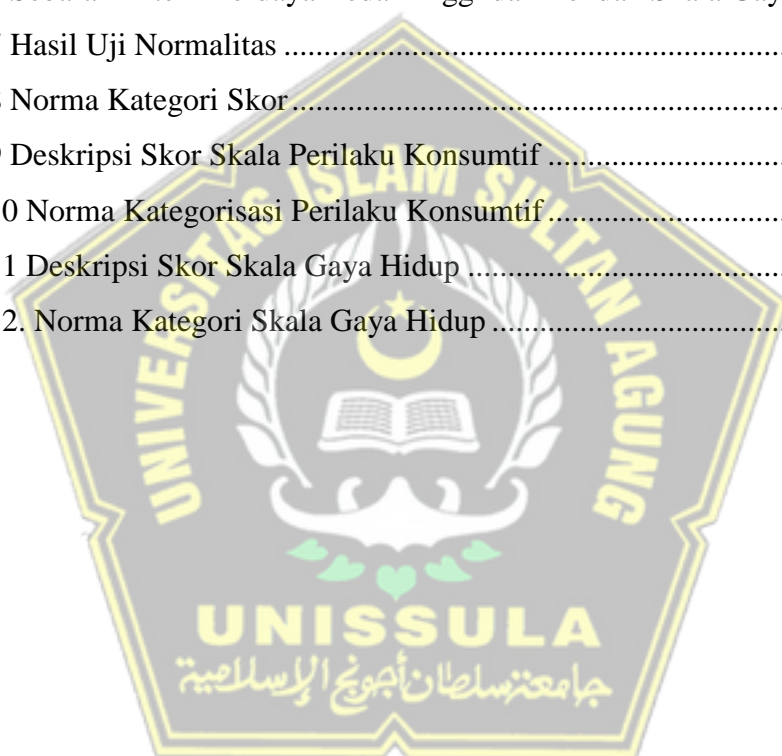 7 Hasil Uji Normalitas ..........................................................
Norma Kategori Skor..........................................................
Deskripsi Skor Skala Perilaku Konsumtif ..............................
0 Norma Kategorisasi Perilaku Konsumtif ..............................
1 Deskripsi Skor Skala Gaya Hidup ........................................
2. Norma Kategori Skala Gaya Hidup ......................................
UNIVERSITAS ISLAM SULTAN AGUNG
UNISSULA
جامعة سلطان أجونج الإسلامية